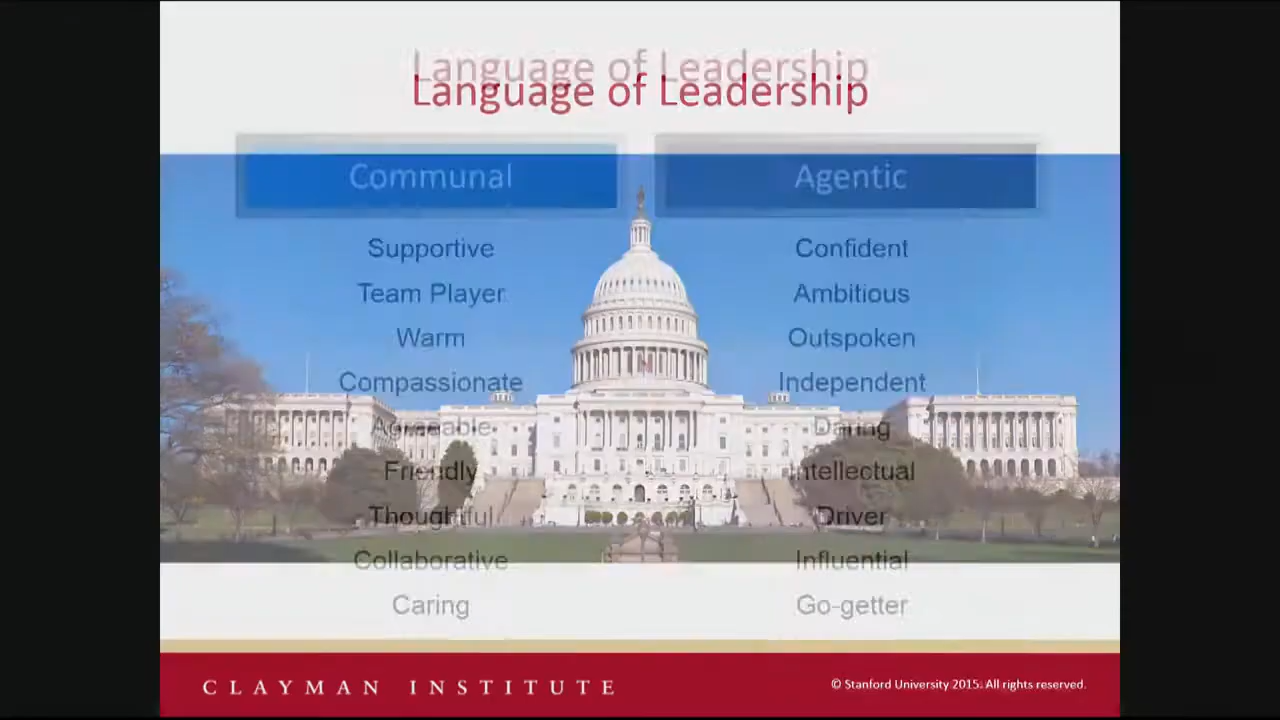 Language of Leadership
Language of Leadership
Communal
Agentic
Supportive
Confident
Team Player
Ambitious
Warm
Outspoken
Compassionate
Independent
Agreeable
Daring
Friendly
Intellectual
Thoughtful
Driver
Collaborative
Influential
Caring
Go-getter
CLAYMAN INSTITUTE
© Stanford University 2015. All rights reserved.